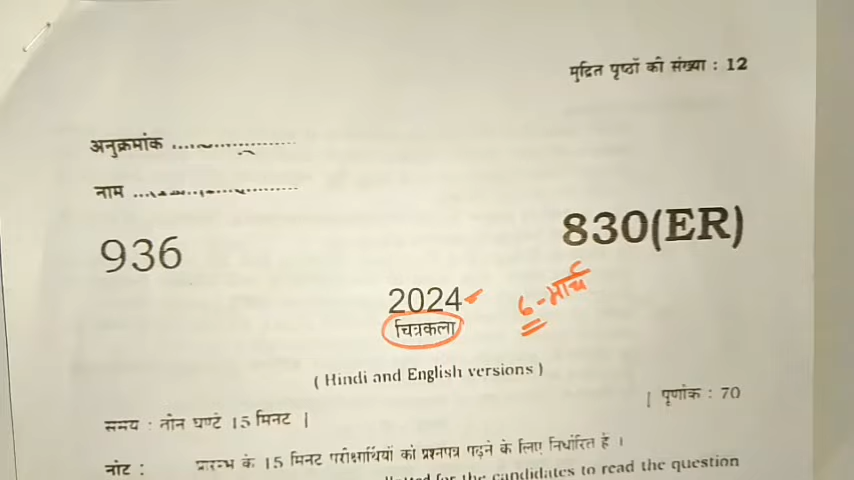 मुद्रित पृष्ठों की संख्या : 12
अनुक्रमांक ........................
नाम ..............................
936
830(ER)
2024
6-मार्च
चित्रकला
( Hindi and English versions )
समय : तीन घण्टे 15 मिनट ]
[ पूर्णांक : 70
नोट : प्रारम्भ के 15 मिनट परीक्षार्थियों को प्रश्नपत्र पढ़ने के लिए निर्धारित हैं ।
for the candidates to read the question